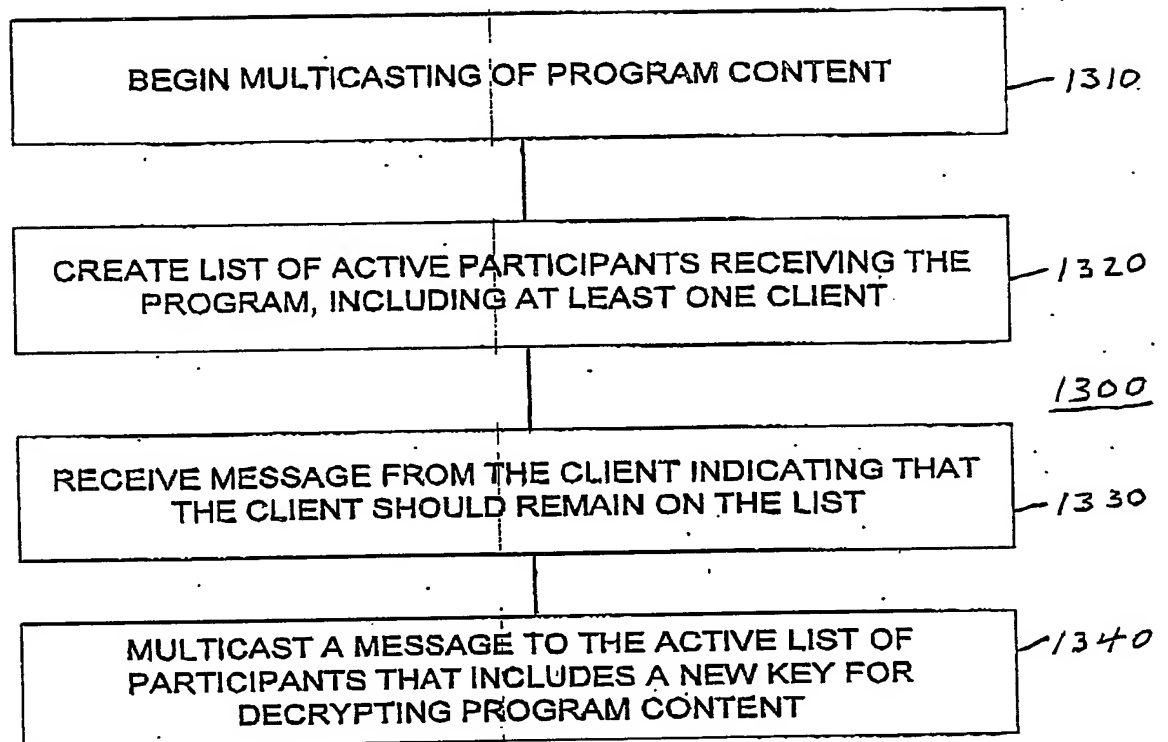 BEGIN MULTICASTING OF PROGRAM CONTENT
1310
CREATE LIST OF ACTIVE PARTICIPANTS RECEIVING THE
PROGRAM, INCLUDING AT LEAST ONE CLIENT
1320
1300
RECEIVE MESSAGE FROM THE CLIENT INDICATING THAT
THE CLIENT SHOULD REMAIN ON THE LIST
1330
MULTICAST A MESSAGE TO THE ACTIVE LIST OF
PARTICIPANTS THAT INCLUDES A NEW KEY FOR
DECRYPTING PROGRAM CONTENT
1340